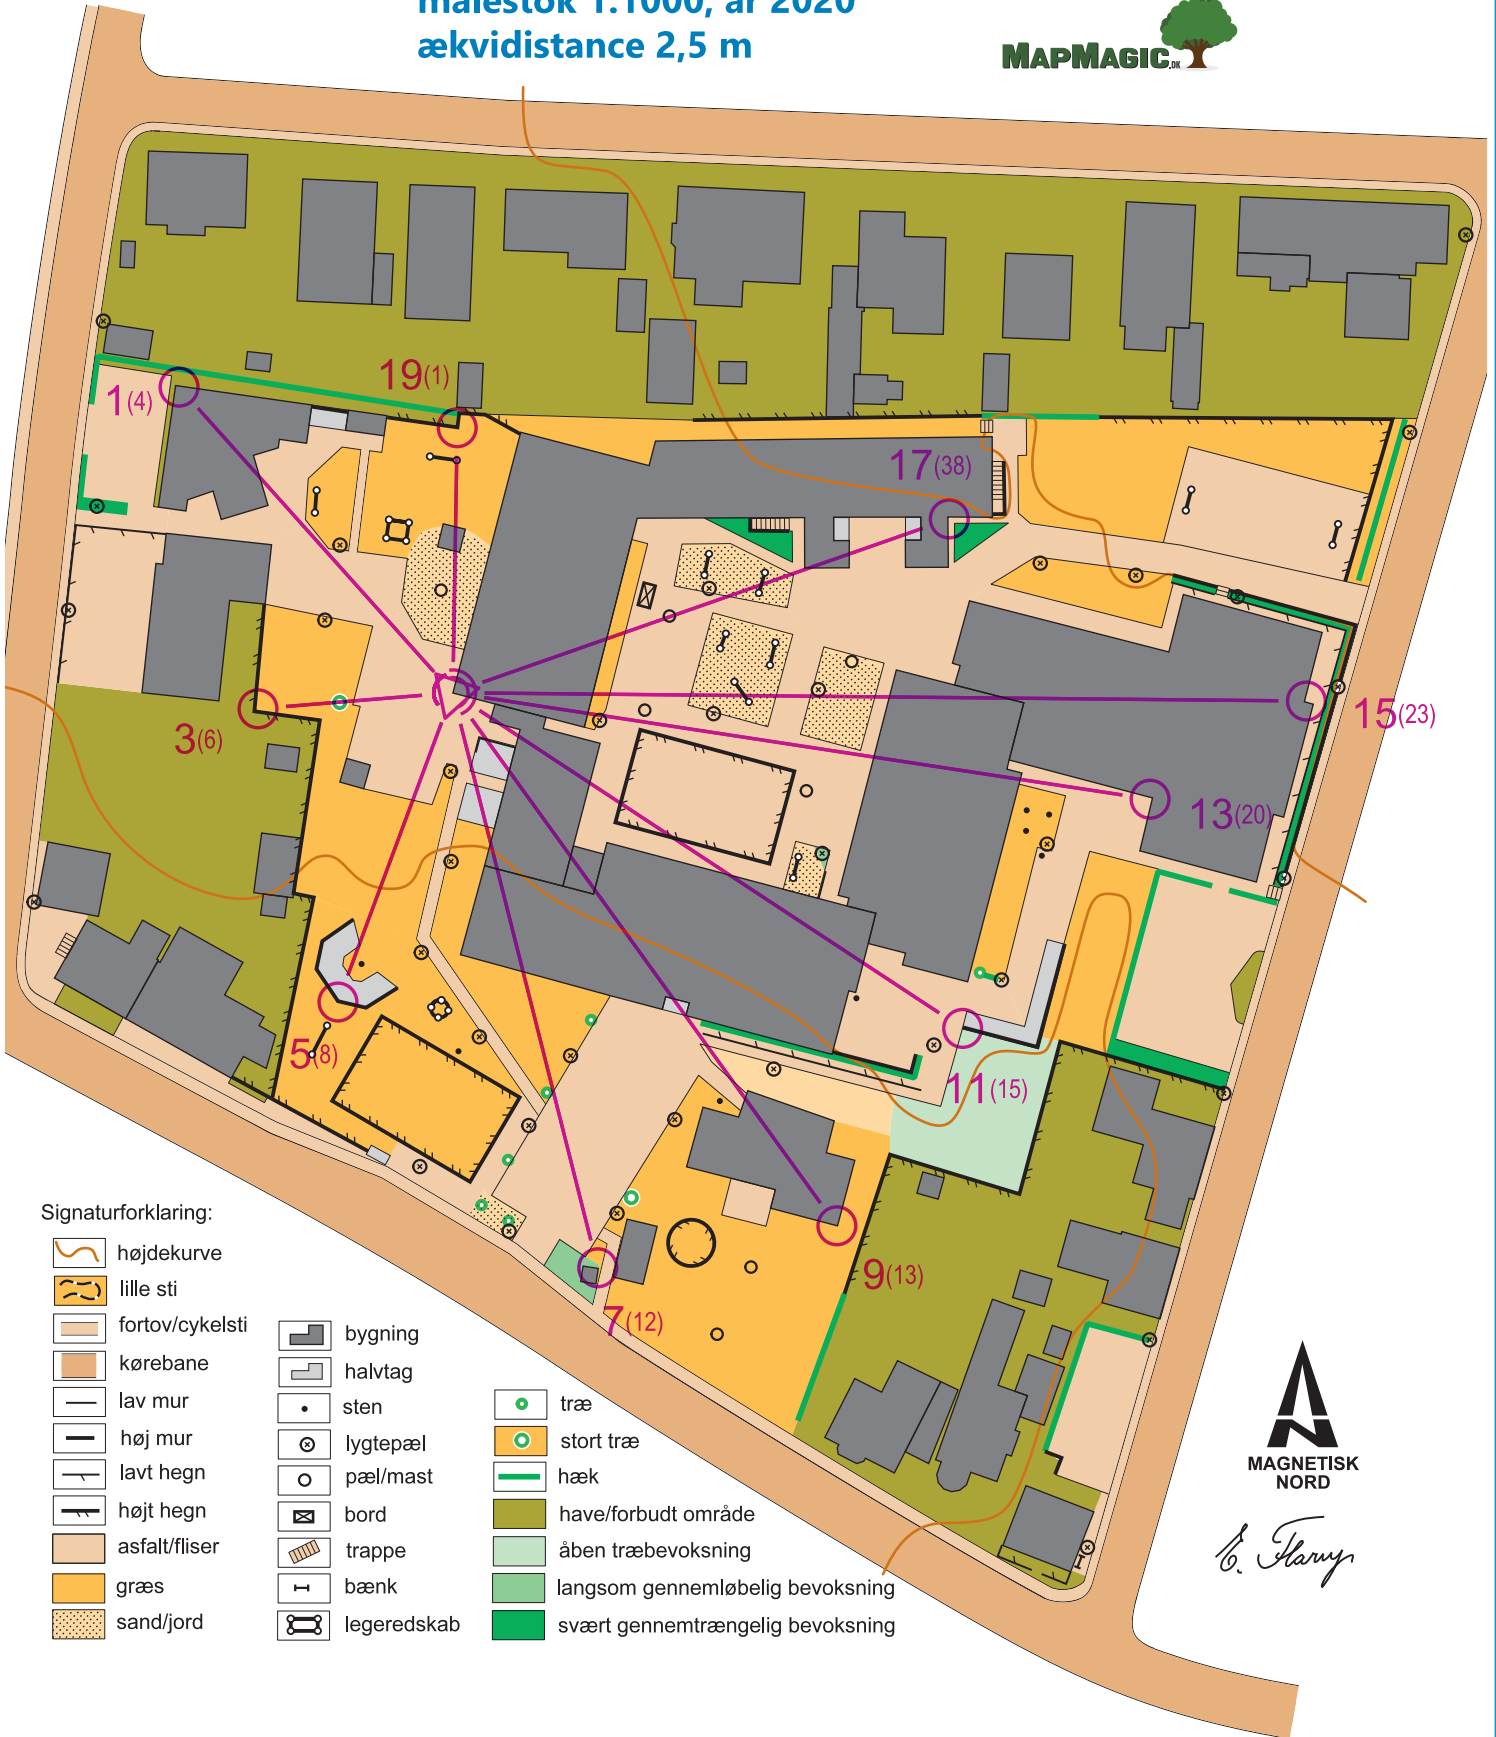 målestok 1:1000, år 2020
ækvidistance 2,5 m
MAPMAGIC.DK
19(1)
1(4)
17(38)
3(6)
15(23)
13(20)
5(8)
11(15)
9(13)
7(12)
Signaturforklaring:
højdekurve
lille sti
fortov/cykelsti
kørebane
lav mur
høj mur
lavt hegn
højt hegn
asfalt/fliser
græs
sand/jord
bygning
halvtag
sten
lygtepæl
pæl/mast
bord
trappe
bænk
legeredskab
træ
stort træ
hæk
have/forbudt område
åben træbevoksning
langsom gennemløbelig bevoksning
svært gennemtrængelig bevoksning
MAGNETISK
NORD